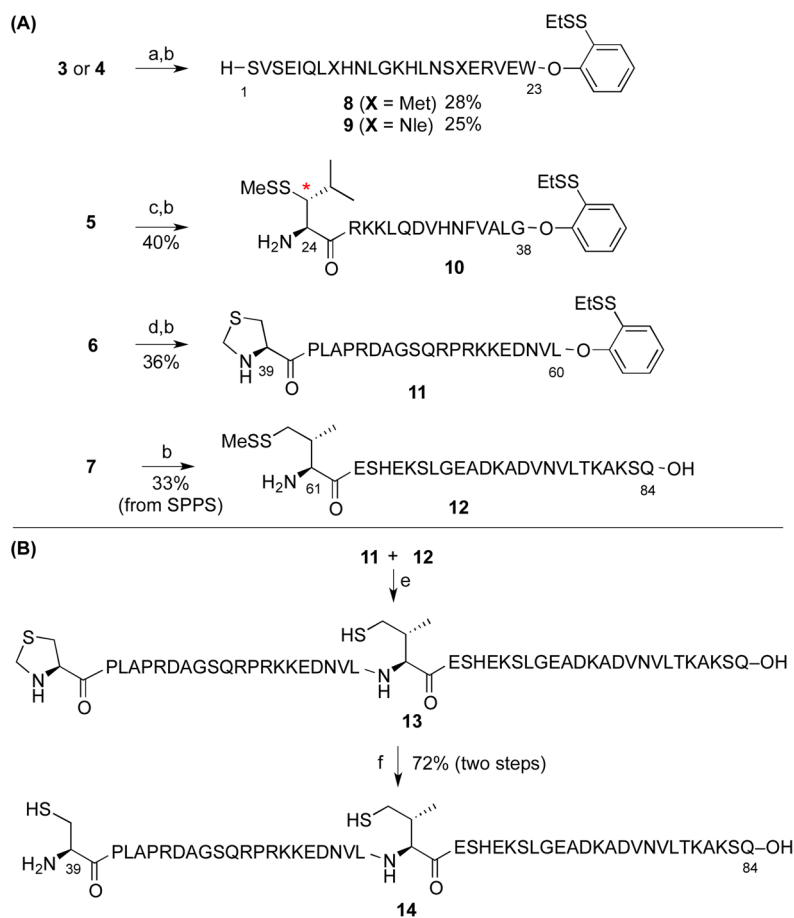 (A)
3 or 4
a,b
H–SVSEIQLXHNLGKHLNSXERVEW–O
EtSS
1
23
8 (X = Met) 28%
9 (X = Nle) 25%
5
c,b
40%
MeSS
*
H2N
24
O
RKKLQDVHNFVALG–O
38
EtSS
10
6
d,b
36%
S
N
H
39
O
PLAPRDAGSQRPRKKEDNVL–O
60
EtSS
11
7
b
33%
(from SPPS)
MeSS
H2N
61
O
ESHEKSLGEADKADVNVLTKAKSQ–OH
84
12
(B)
11 + 12
e
S
N
H
O
PLAPRDAGSQRPRKKEDNVL
HS
N
H
O
ESHEKSLGEADKADVNVLTKAKSQ–OH
13
f
72% (two steps)
HS
H2N
39
O
PLAPRDAGSQRPRKKEDNVL
HS
N
H
O
ESHEKSLGEADKADVNVLTKAKSQ–OH
84
14